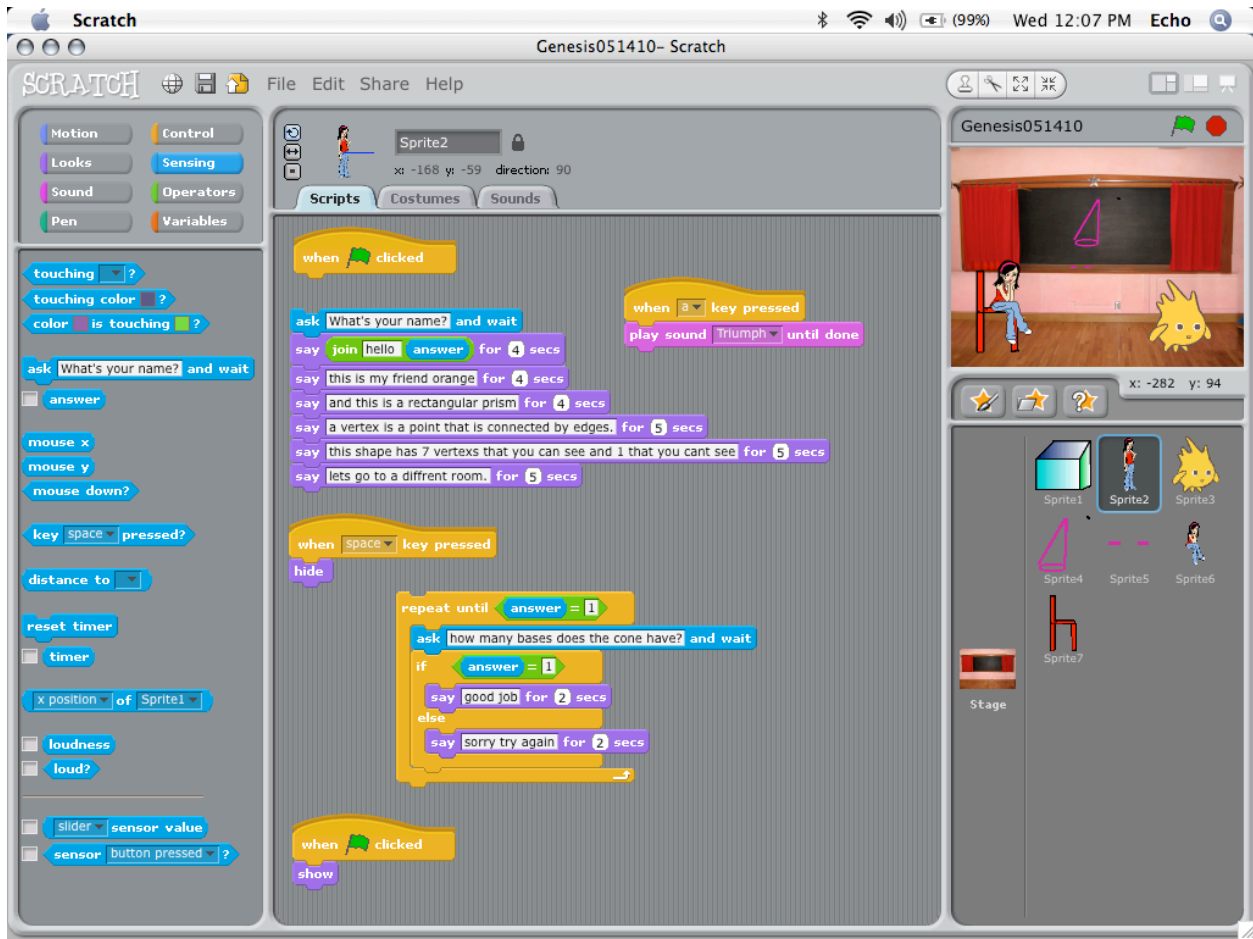 Scratch
(99%) Wed 12:07 PM Echo
Genesis051410– Scratch
SCRATCH File Edit Share Help
Motion Control
Looks Sensing
Sound Operators
Pen Variables
touching ?
touching color ?
color is touching ?
ask What's your name? and wait
answer
mouse x
mouse y
mouse down?
key space pressed?
distance to
reset timer
timer
x position of Sprite1
loudness
loud?
slider sensor value
sensor button pressed ?
Sprite2
x: -168 y: -59 direction: 90
Scripts Costumes Sounds
when clicked
ask What's your name? and wait
say join hello answer for 4 secs
say this is my friend orange for 4 secs
say and this is a rectangular prism for 4 secs
say a vertex is a point that is connected by edges. for 5 secs
say this shape has 7 vertexs that you can see and 1 that you cant see for 5 secs
say lets go to a diffrent room. for 5 secs
when a key pressed
play sound Triumph until done
when space key pressed
hide
repeat until answer = 1
ask how many bases does the cone have? and wait
if answer = 1
say good job for 2 secs
else
say sorry try again for 2 secs
when clicked
show
Genesis051410
x: -282 y: 94
Sprite1 Sprite2 Sprite3
Sprite4 Sprite5 Sprite6
Sprite7
Stage